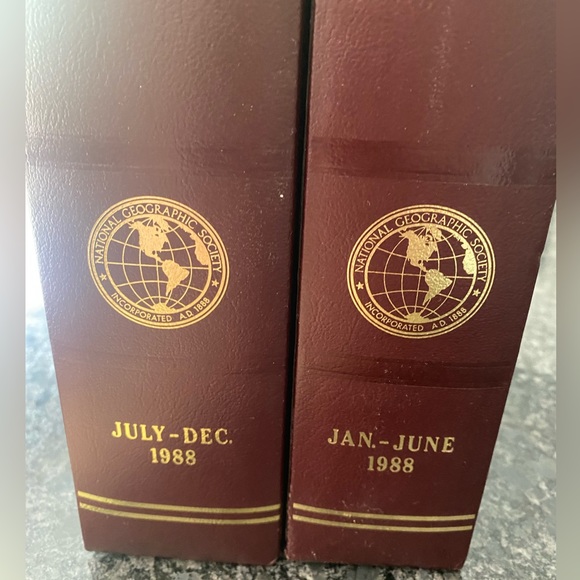 NATIONAL GEOGRAPHIC SOCIETY
INCORPORATED A.D. 1888
JULY-DEC.
1988
NATIONAL GEOGRAPHIC SOCIETY
INCORPORATED A.D. 1888
JAN.-JUNE
1988